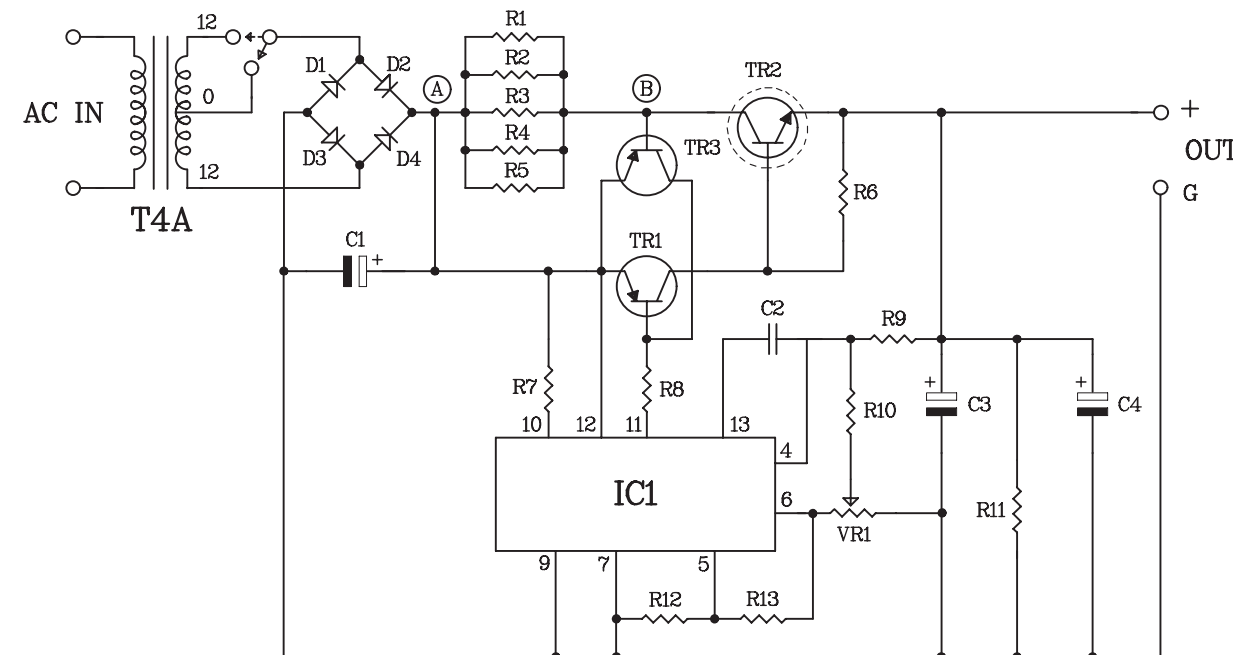 12
R1
D1
D2
R2
A
B
TR2
0
R3
AC IN
+
TR3
R4
OUT
D3
D4
12
R5
R6
G
T4A
C1
+
TR1
C2
R9
R7
R8
+
+
R10
C3
C4
10
12
11
13
4
IC1
6
R11
VR1
9
7
5
R12
R13